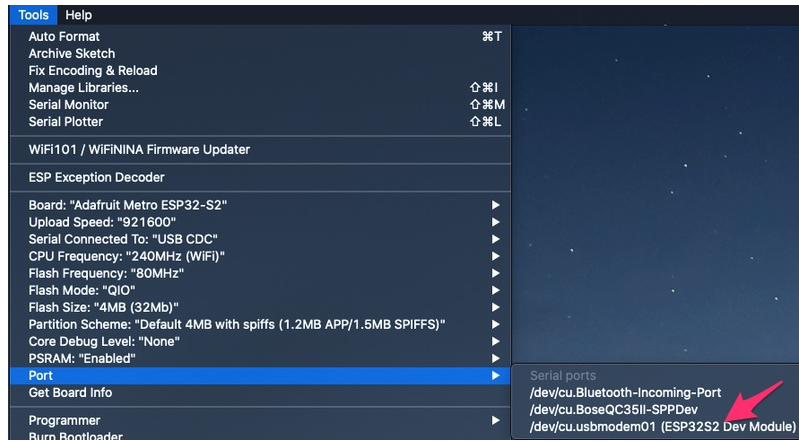 Tools Help
Auto Format ⌘T
Archive Sketch
Fix Encoding & Reload
Manage Libraries... ⇧⌘I
Serial Monitor ⇧⌘M
Serial Plotter ⇧⌘L
WiFi101 / WiFiNINA Firmware Updater
ESP Exception Decoder
Board: "Adafruit Metro ESP32-S2"
Upload Speed: "921600"
Serial Connected To: "USB CDC"
CPU Frequency: "240MHz (WiFi)"
Flash Frequency: "80MHz"
Flash Mode: "QIO"
Flash Size: "4MB (32Mb)"
Partition Scheme: "Default 4MB with spiffs (1.2MB APP/1.5MB SPIFFS)"
Core Debug Level: "None"
PSRAM: "Enabled"
Port
Get Board Info
Programmer
Burn Bootloader
Serial ports
/dev/cu.Bluetooth-Incoming-Port
/dev/cu.BoseQC35II-SPPDev
/dev/cu.usbmodem01 (ESP32S2 Dev Module)